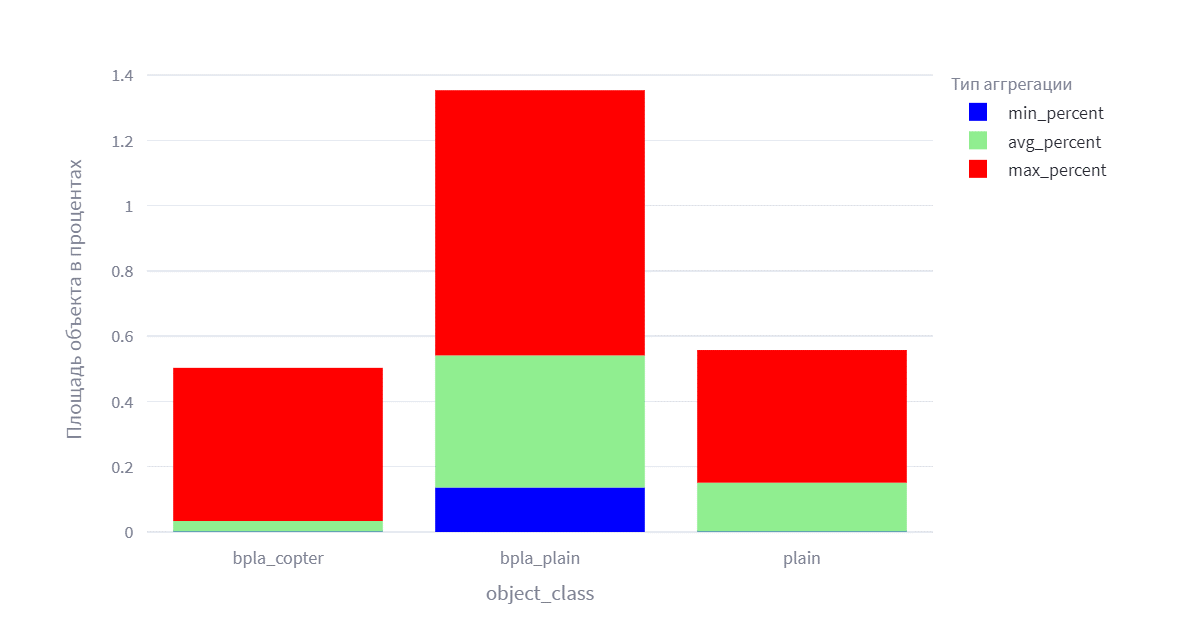 Площадь объекта в процентах
1.4
1.2
1
0.8
0.6
0.4
0.2
0
bpla_copter
bpla_plain
plain
object_class
Тип аггрегации
min_percent
avg_percent
max_percent